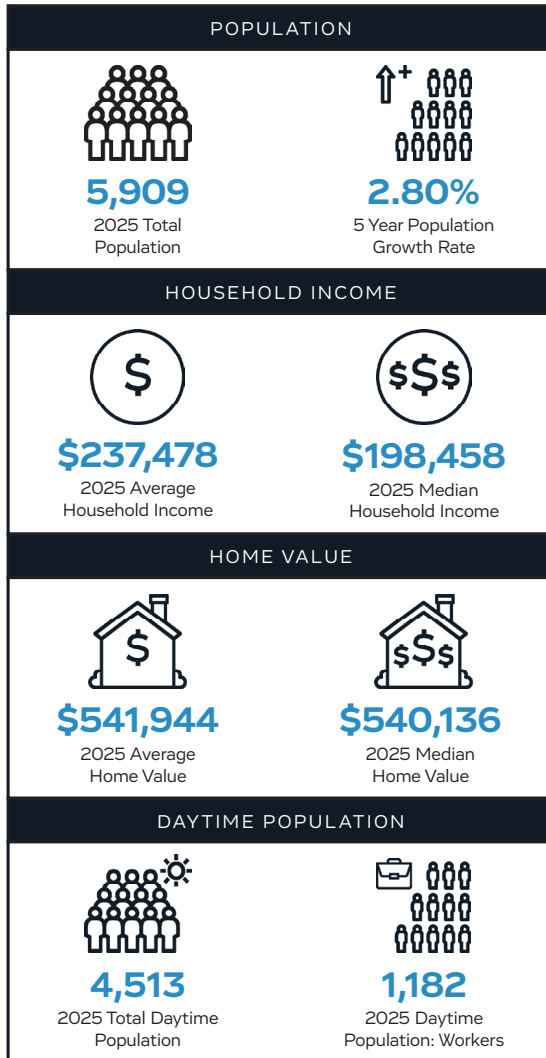 POPULATION
5,909
2025 Total
Population
2.80%
5 Year Population
Growth Rate
HOUSEHOLD INCOME
$
$237,478
2025 Average
Household Income
$$$
$198,458
2025 Median
Household Income
HOME VALUE
$
$541,944
2025 Average
Home Value
$$$
$540,136
2025 Median
Home Value
DAYTIME POPULATION
4,513
2025 Total Daytime
Population
1,182
2025 Daytime
Population: Workers